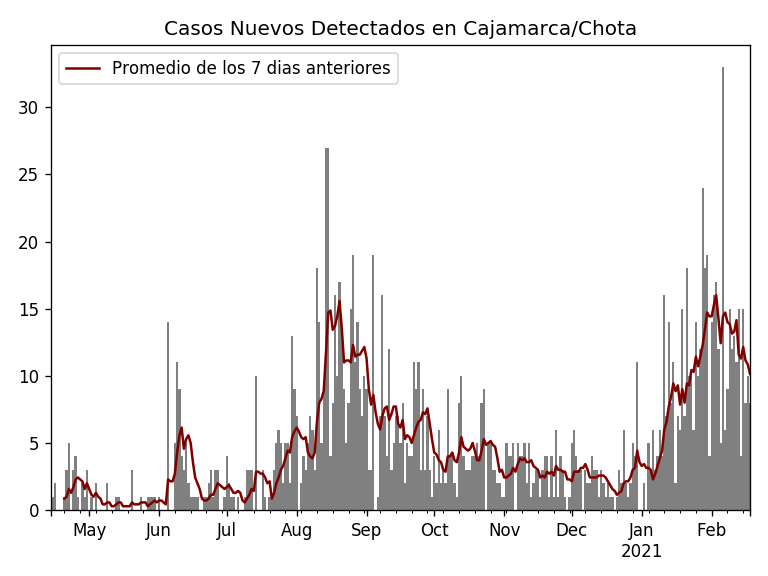 Casos Nuevos Detectados en Cajamarca/Chota
Promedio de los 7 dias anteriores
30
25
20
15
10
5
0
May Jun Jul Aug Sep Oct Nov Dec Jan Feb
2021